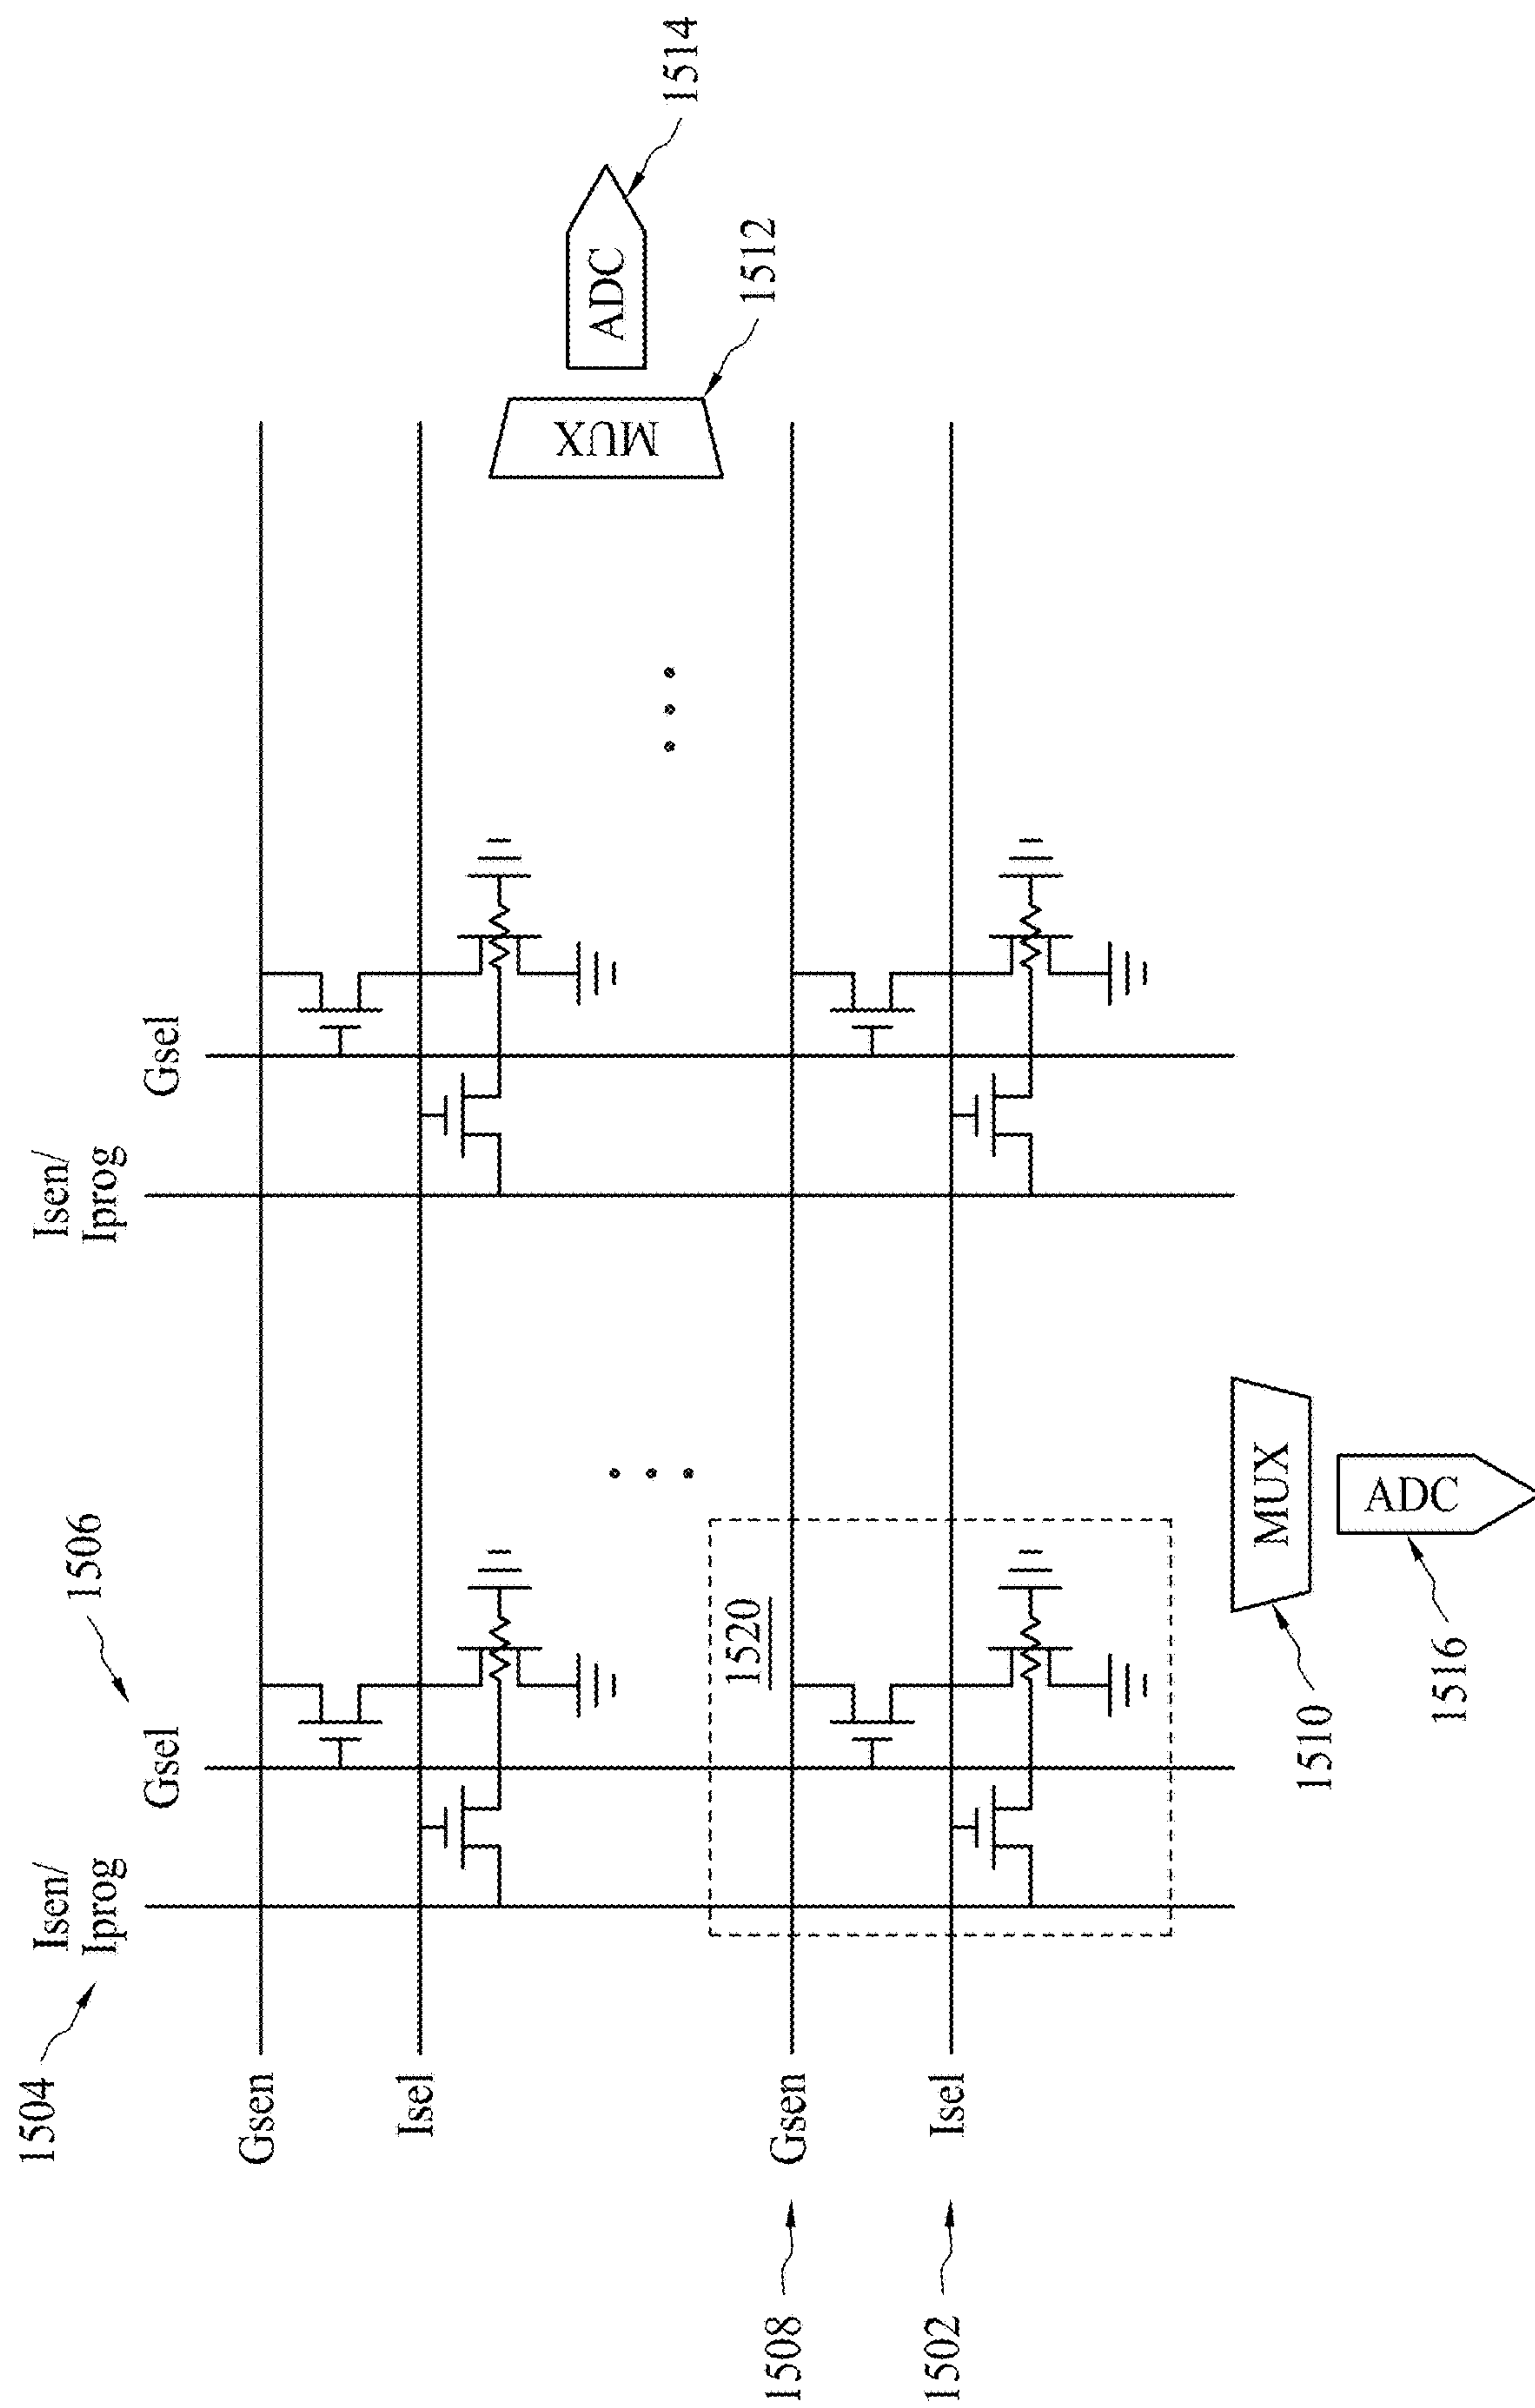 1504
Isen/
Iprog
Gsel
1506
Isen/
Iprog
Gsel
Gsen
Isel
MUX
1512
ADC
1514
1508
Gsen
1520
1502
Isel
MUX
1510
ADC
1516